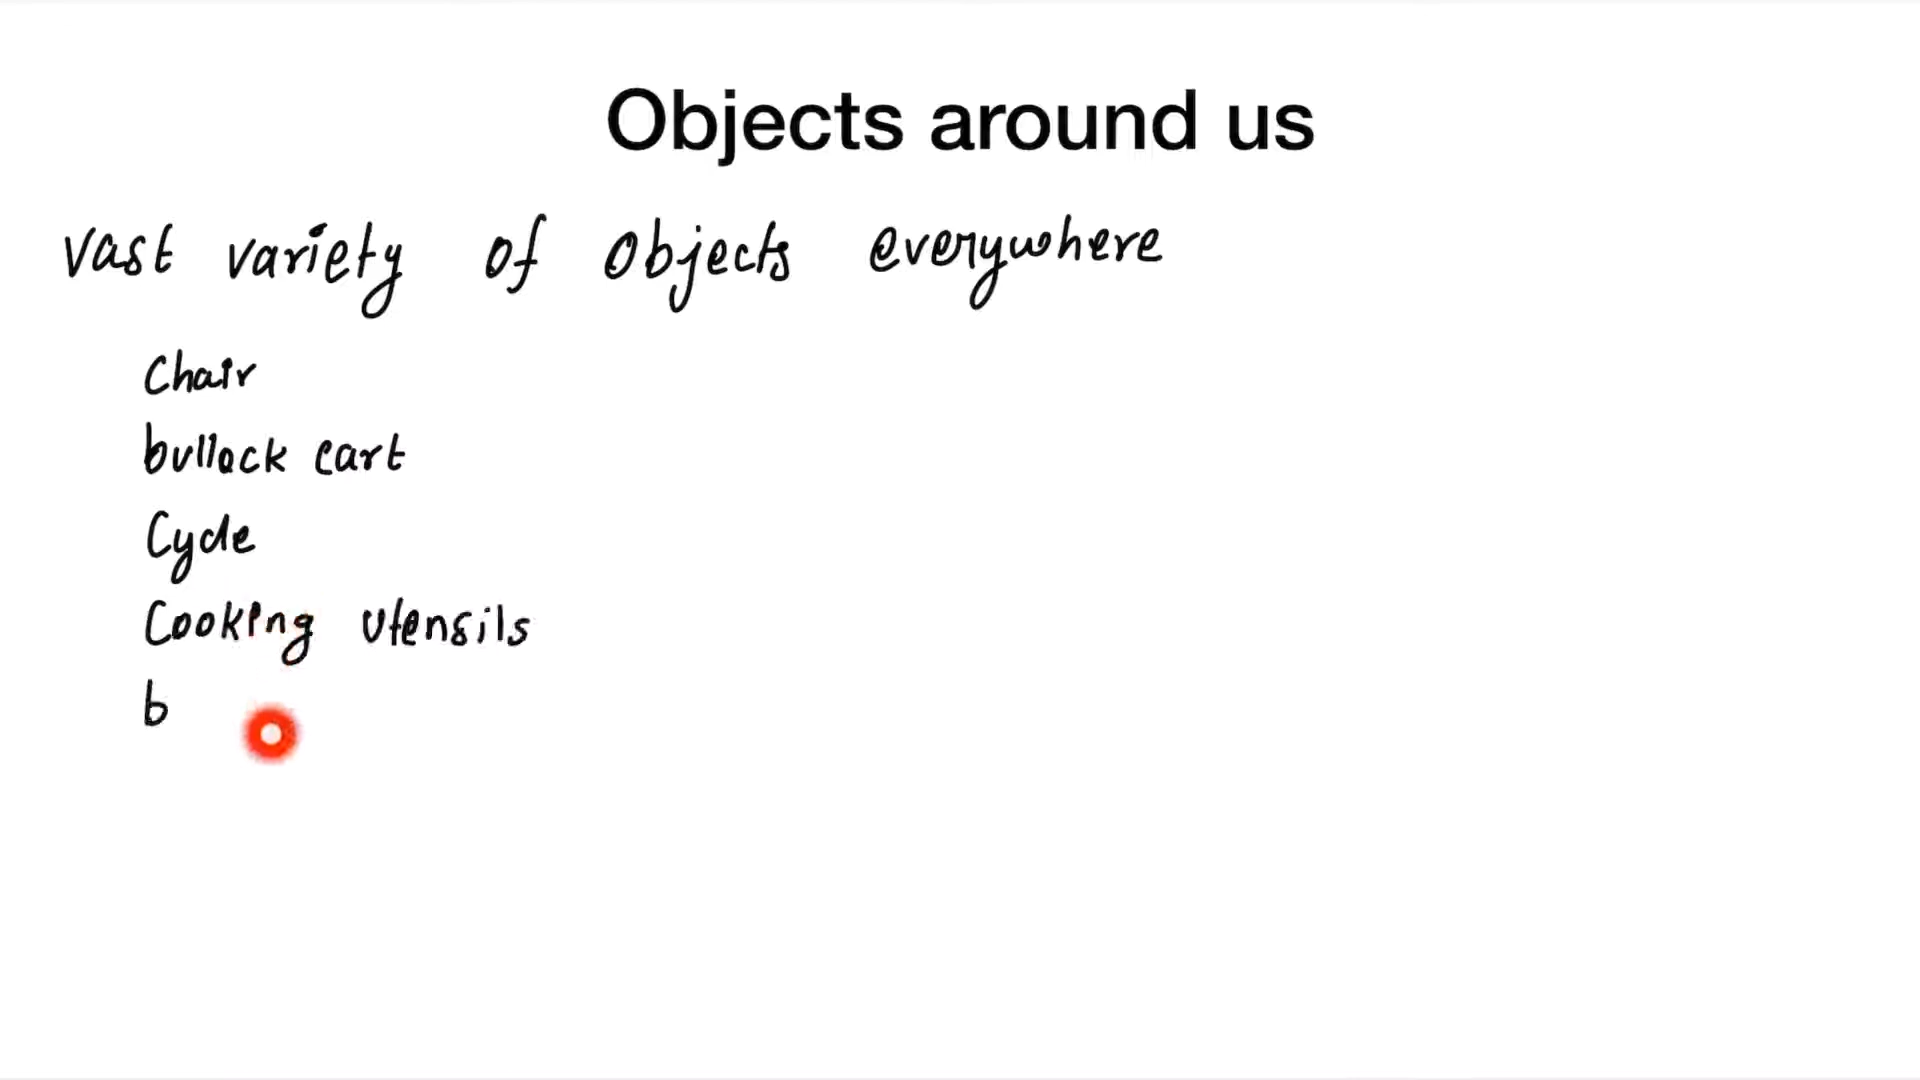 Objects around us
vast variety of objects everywhere
Chair
bullock cart
Cycle
Cooking utensils
b